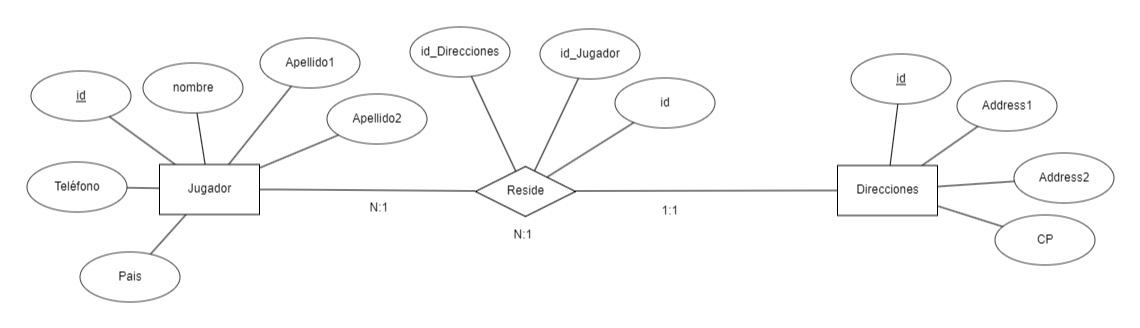 id
nombre
Apellido1
Apellido2
Teléfono
Jugador
Pais
N:1
id_Direcciones
id_Jugador
id
Reside
N:1
1:1
id
Address1
Address2
Direcciones
CP